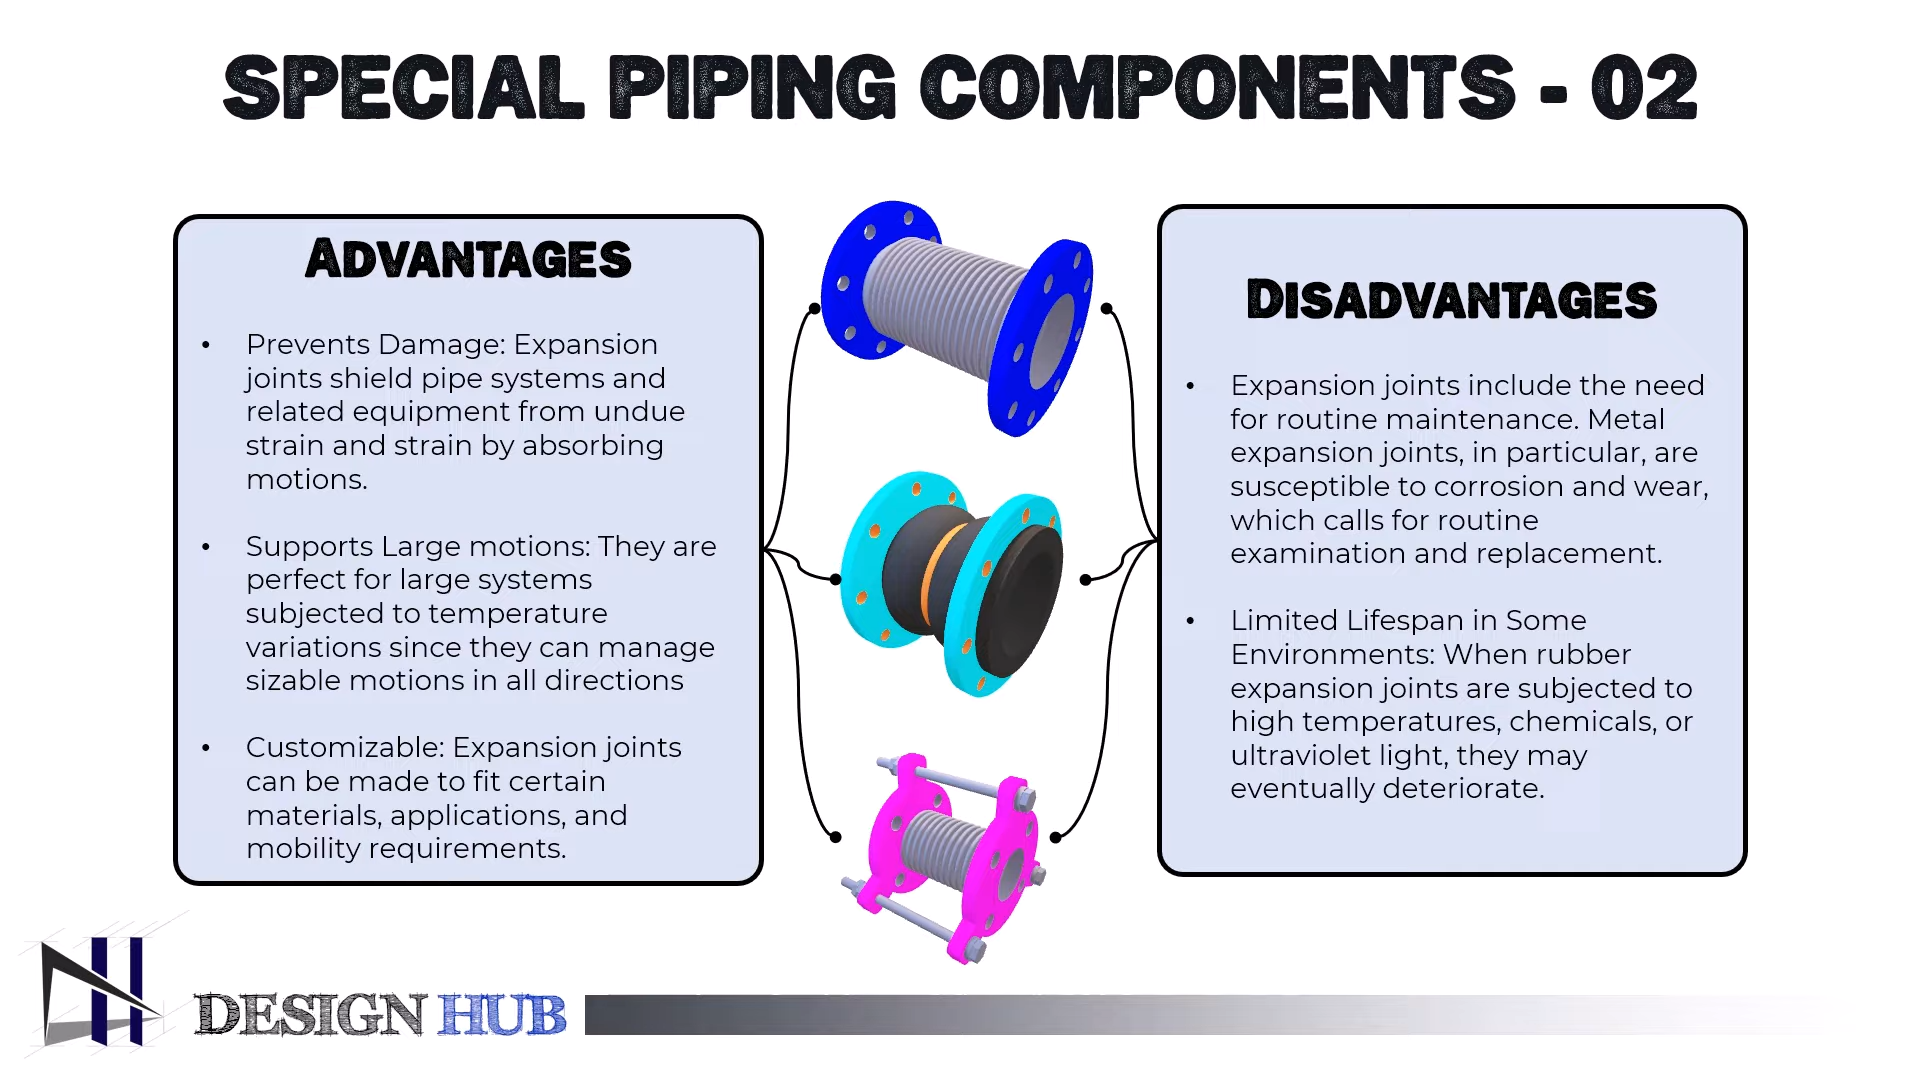 SPECIAL PIPING COMPONENTS - 02
ADVANTAGES
• Prevents Damage: Expansion
joints shield pipe systems and
related equipment from undue
strain and strain by absorbing
motions.
• Supports Large motions: They are
perfect for large systems
subjected to temperature
variations since they can manage
sizable motions in all directions
• Customizable: Expansion joints
can be made to fit certain
materials, applications, and
mobility requirements.
DISADVANTAGES
• Expansion joints include the need
for routine maintenance. Metal
expansion joints, in particular, are
susceptible to corrosion and wear,
which calls for routine
examination and replacement.
• Limited Lifespan in Some
Environments: When rubber
expansion joints are subjected to
high temperatures, chemicals, or
ultraviolet light, they may
eventually deteriorate.
DESIGN HUB